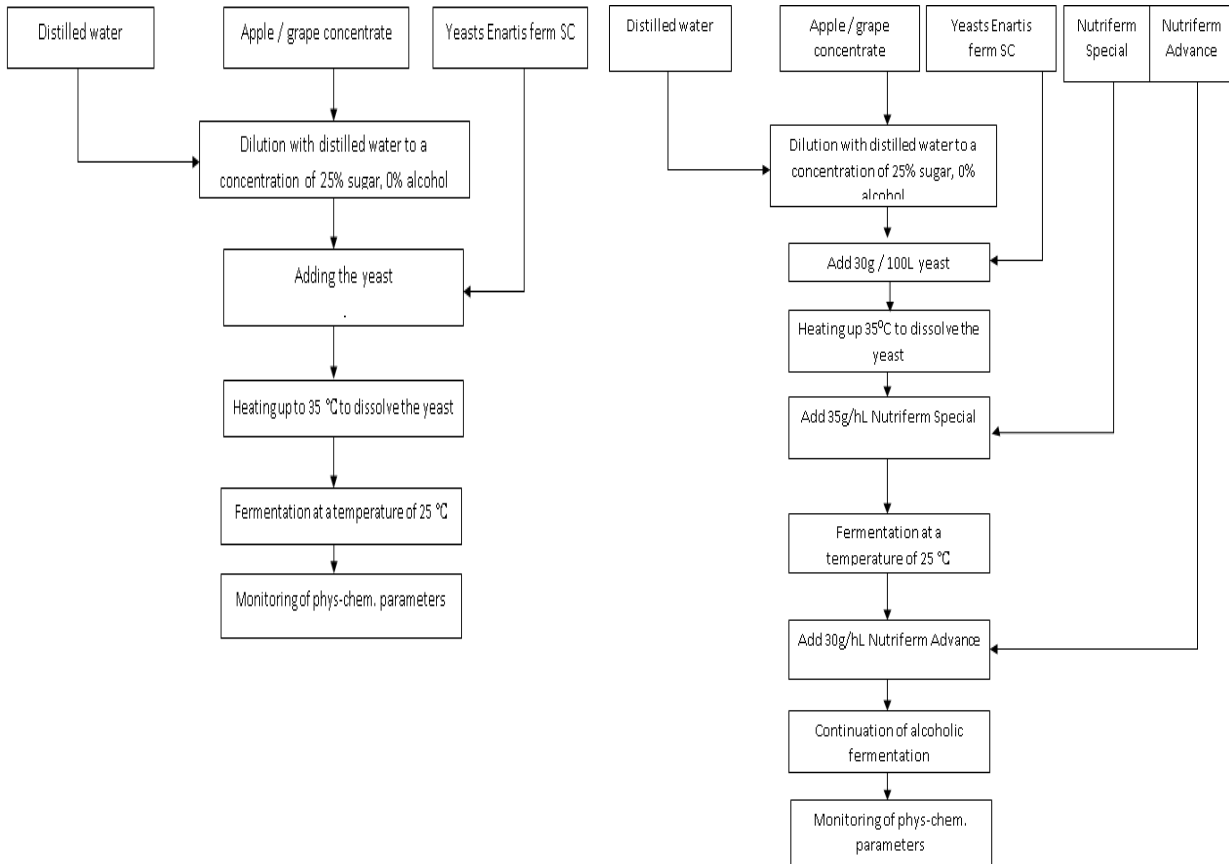 Distilled water
Apple / grape concentrate
Yeasts Enartis ferm SC
Dilution with distilled water to a
concentration of 25% sugar, 0% alcohol
Adding the yeast
.
Heating up to 35 °C to dissolve the yeast
Fermentation at a temperature of 25 °C
Monitoring of phys-chem. parameters
Distilled water
Apple / grape
concentrate
Yeasts Enartis
ferm SC
Nutriferm
Special
Nutriferm
Advance
Dilution with distilled water to a
concentration of 25% sugar, 0%
alcohol
Add 30g / 100L yeast
Heating up 35⁰C to dissolve the
yeast
Add 35g/hL Nutriferm Special
Fermentation at a
temperature of 25 °C
Add 30g/hL Nutriferm Advance
Continuation of alcoholic
fermentation
Monitoring of phys-chem.
parameters